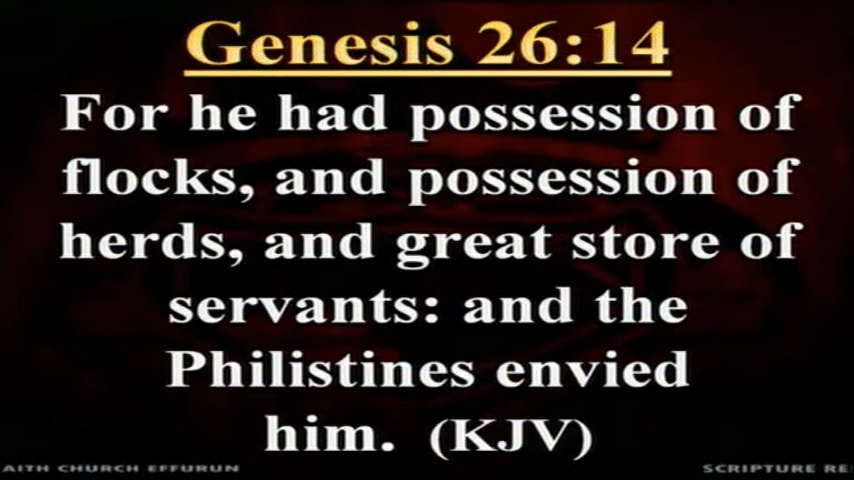 Genesis 26:14
For he had possession of
flocks, and possession of
herds, and great store of
servants: and the
Philistines envied
him. (KJV)
AITH CHURCH EFFURUN
SCRIPTURE RE